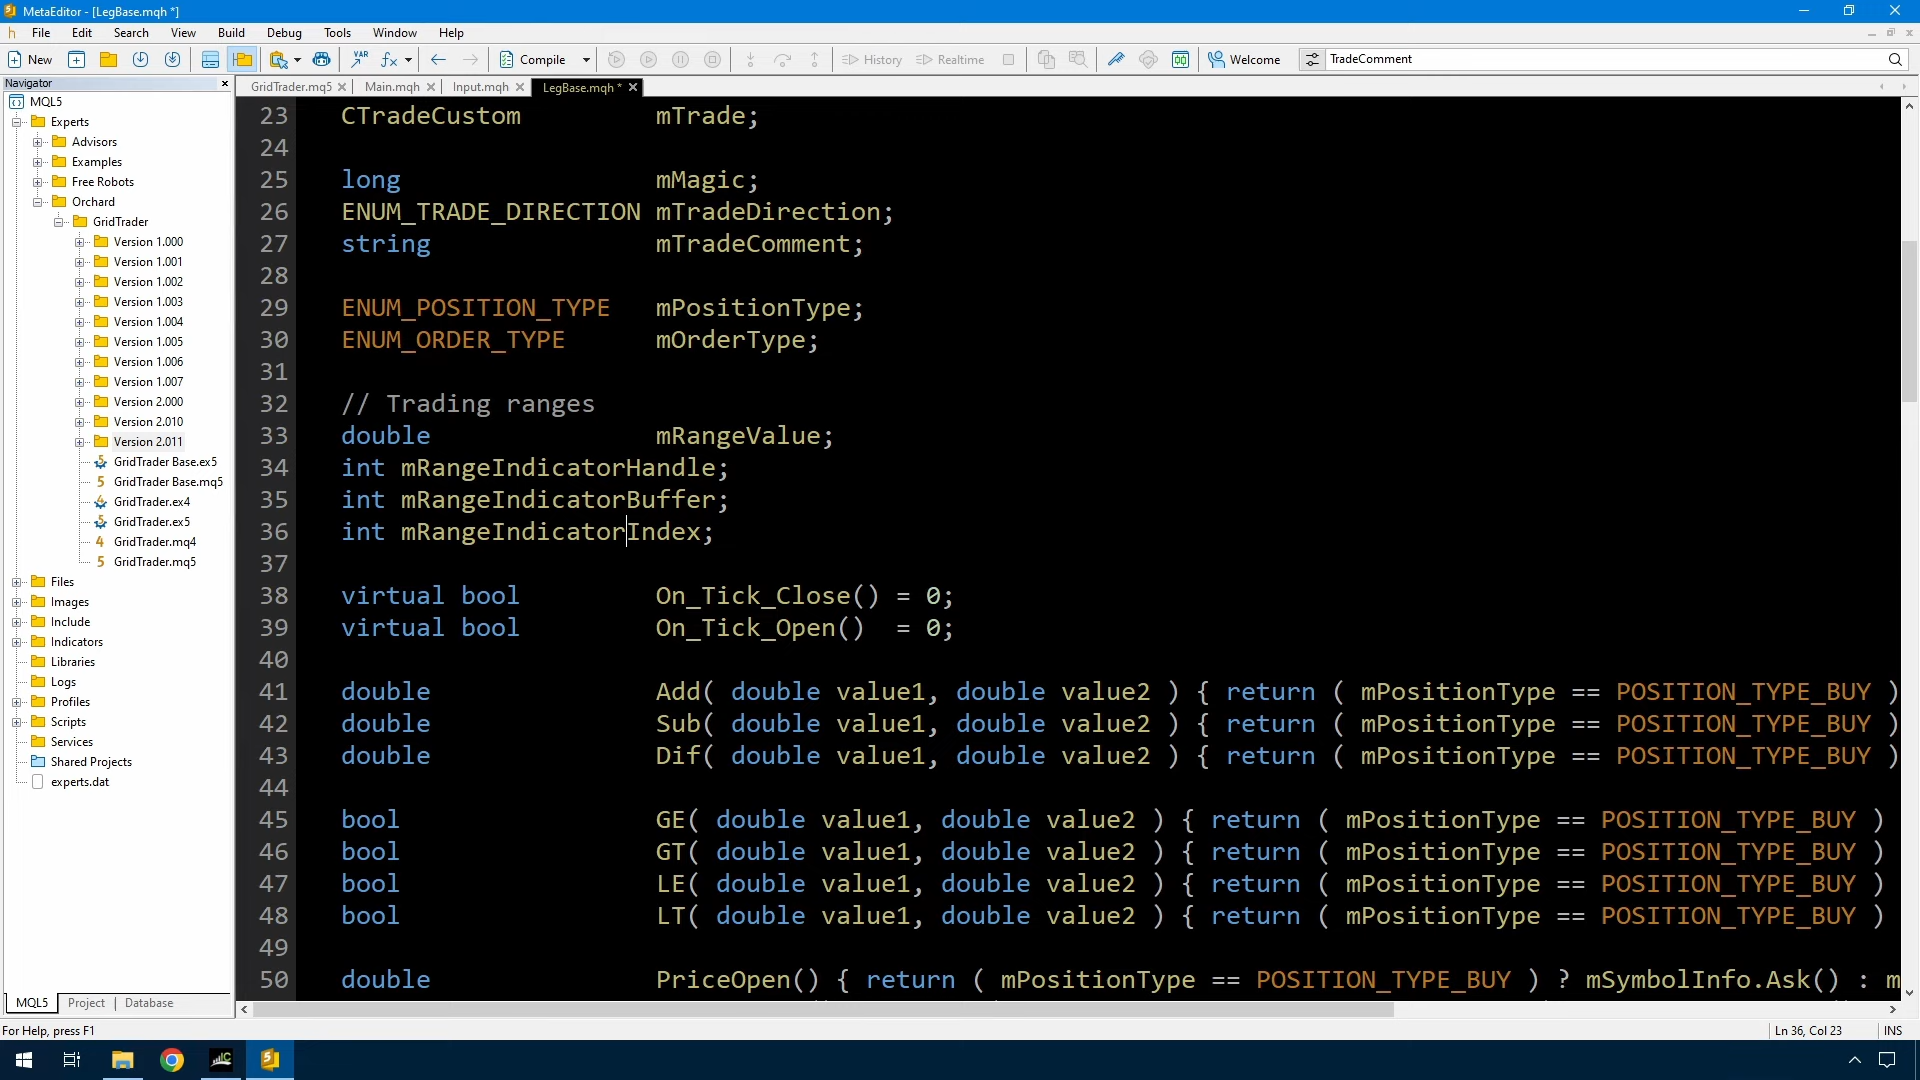 MetaEditor - [LegBase.mqh *]
File Edit Search View Build Debug Tools Window Help
New Compile History Realtime Welcome TradeComment
Navigator
GridTrader.mq5 Main.mqh Input.mqh LegBase.mqh *
MQL5
Experts
Advisors
Examples
Free Robots
Orchard
GridTrader
Version 1.000
Version 1.001
Version 1.002
Version 1.003
Version 1.004
Version 1.005
Version 1.006
Version 1.007
Version 2.000
Version 2.010
Version 2.011
GridTrader Base.ex5
GridTrader Base.mq5
GridTrader.ex4
GridTrader.ex5
GridTrader.mq4
GridTrader.mq5
Files
Images
Include
Indicators
Libraries
Logs
Profiles
Scripts
Services
Shared Projects
experts.dat
MQL5 Project Database
23 CTradeCustom mTrade;
24
25 long mMagic;
26 ENUM_TRADE_DIRECTION mTradeDirection;
27 string mTradeComment;
28
29 ENUM_POSITION_TYPE mPositionType;
30 ENUM_ORDER_TYPE mOrderType;
31
32 // Trading ranges
33 double mRangeValue;
34 int mRangeIndicatorHandle;
35 int mRangeIndicatorBuffer;
36 int mRangeIndicatorIndex;
37
38 virtual bool On_Tick_Close() = 0;
39 virtual bool On_Tick_Open() = 0;
40
41 double Add( double value1, double value2 ) { return ( mPositionType == POSITION_TYPE_BUY )
42 double Sub( double value1, double value2 ) { return ( mPositionType == POSITION_TYPE_BUY )
43 double Dif( double value1, double value2 ) { return ( mPositionType == POSITION_TYPE_BUY )
44
45 bool GE( double value1, double value2 ) { return ( mPositionType == POSITION_TYPE_BUY )
46 bool GT( double value1, double value2 ) { return ( mPositionType == POSITION_TYPE_BUY )
47 bool LE( double value1, double value2 ) { return ( mPositionType == POSITION_TYPE_BUY )
48 bool LT( double value1, double value2 ) { return ( mPositionType == POSITION_TYPE_BUY )
49
50 double PriceOpen() { return ( mPositionType == POSITION_TYPE_BUY ) ? mSymbolInfo.Ask() : m
For Help, press F1
Ln 36, Col 23 INS